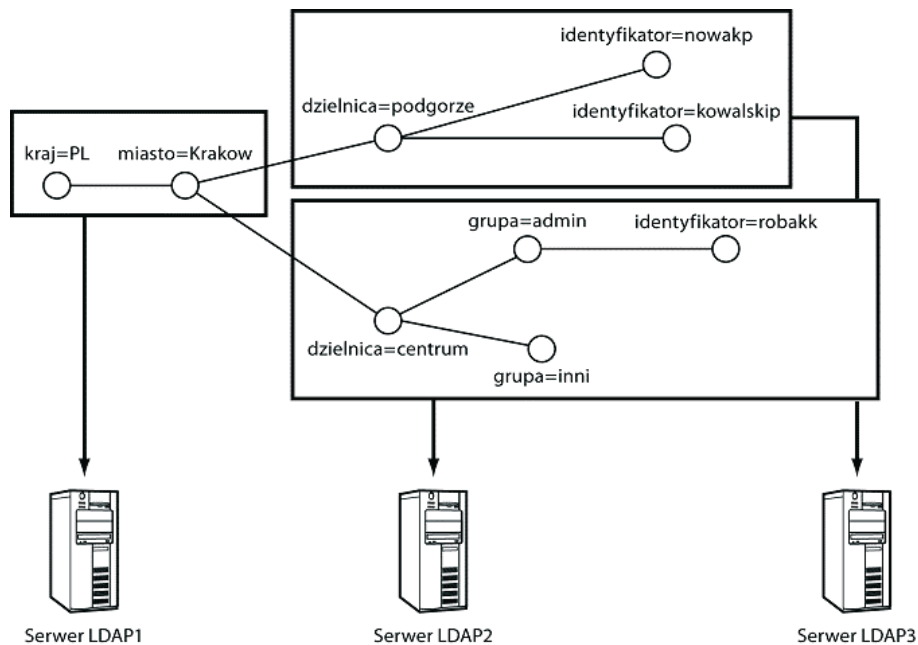 identyfikator=nowakp
dzielnica=podgorze
identyfikator=kowalskip
kraj=PL
miasto=Krakow
grupa=admin
identyfikator=robakk
dzielnica=centrum
grupa=inni
Serwer LDAP1
Serwer LDAP2
Serwer LDAP3